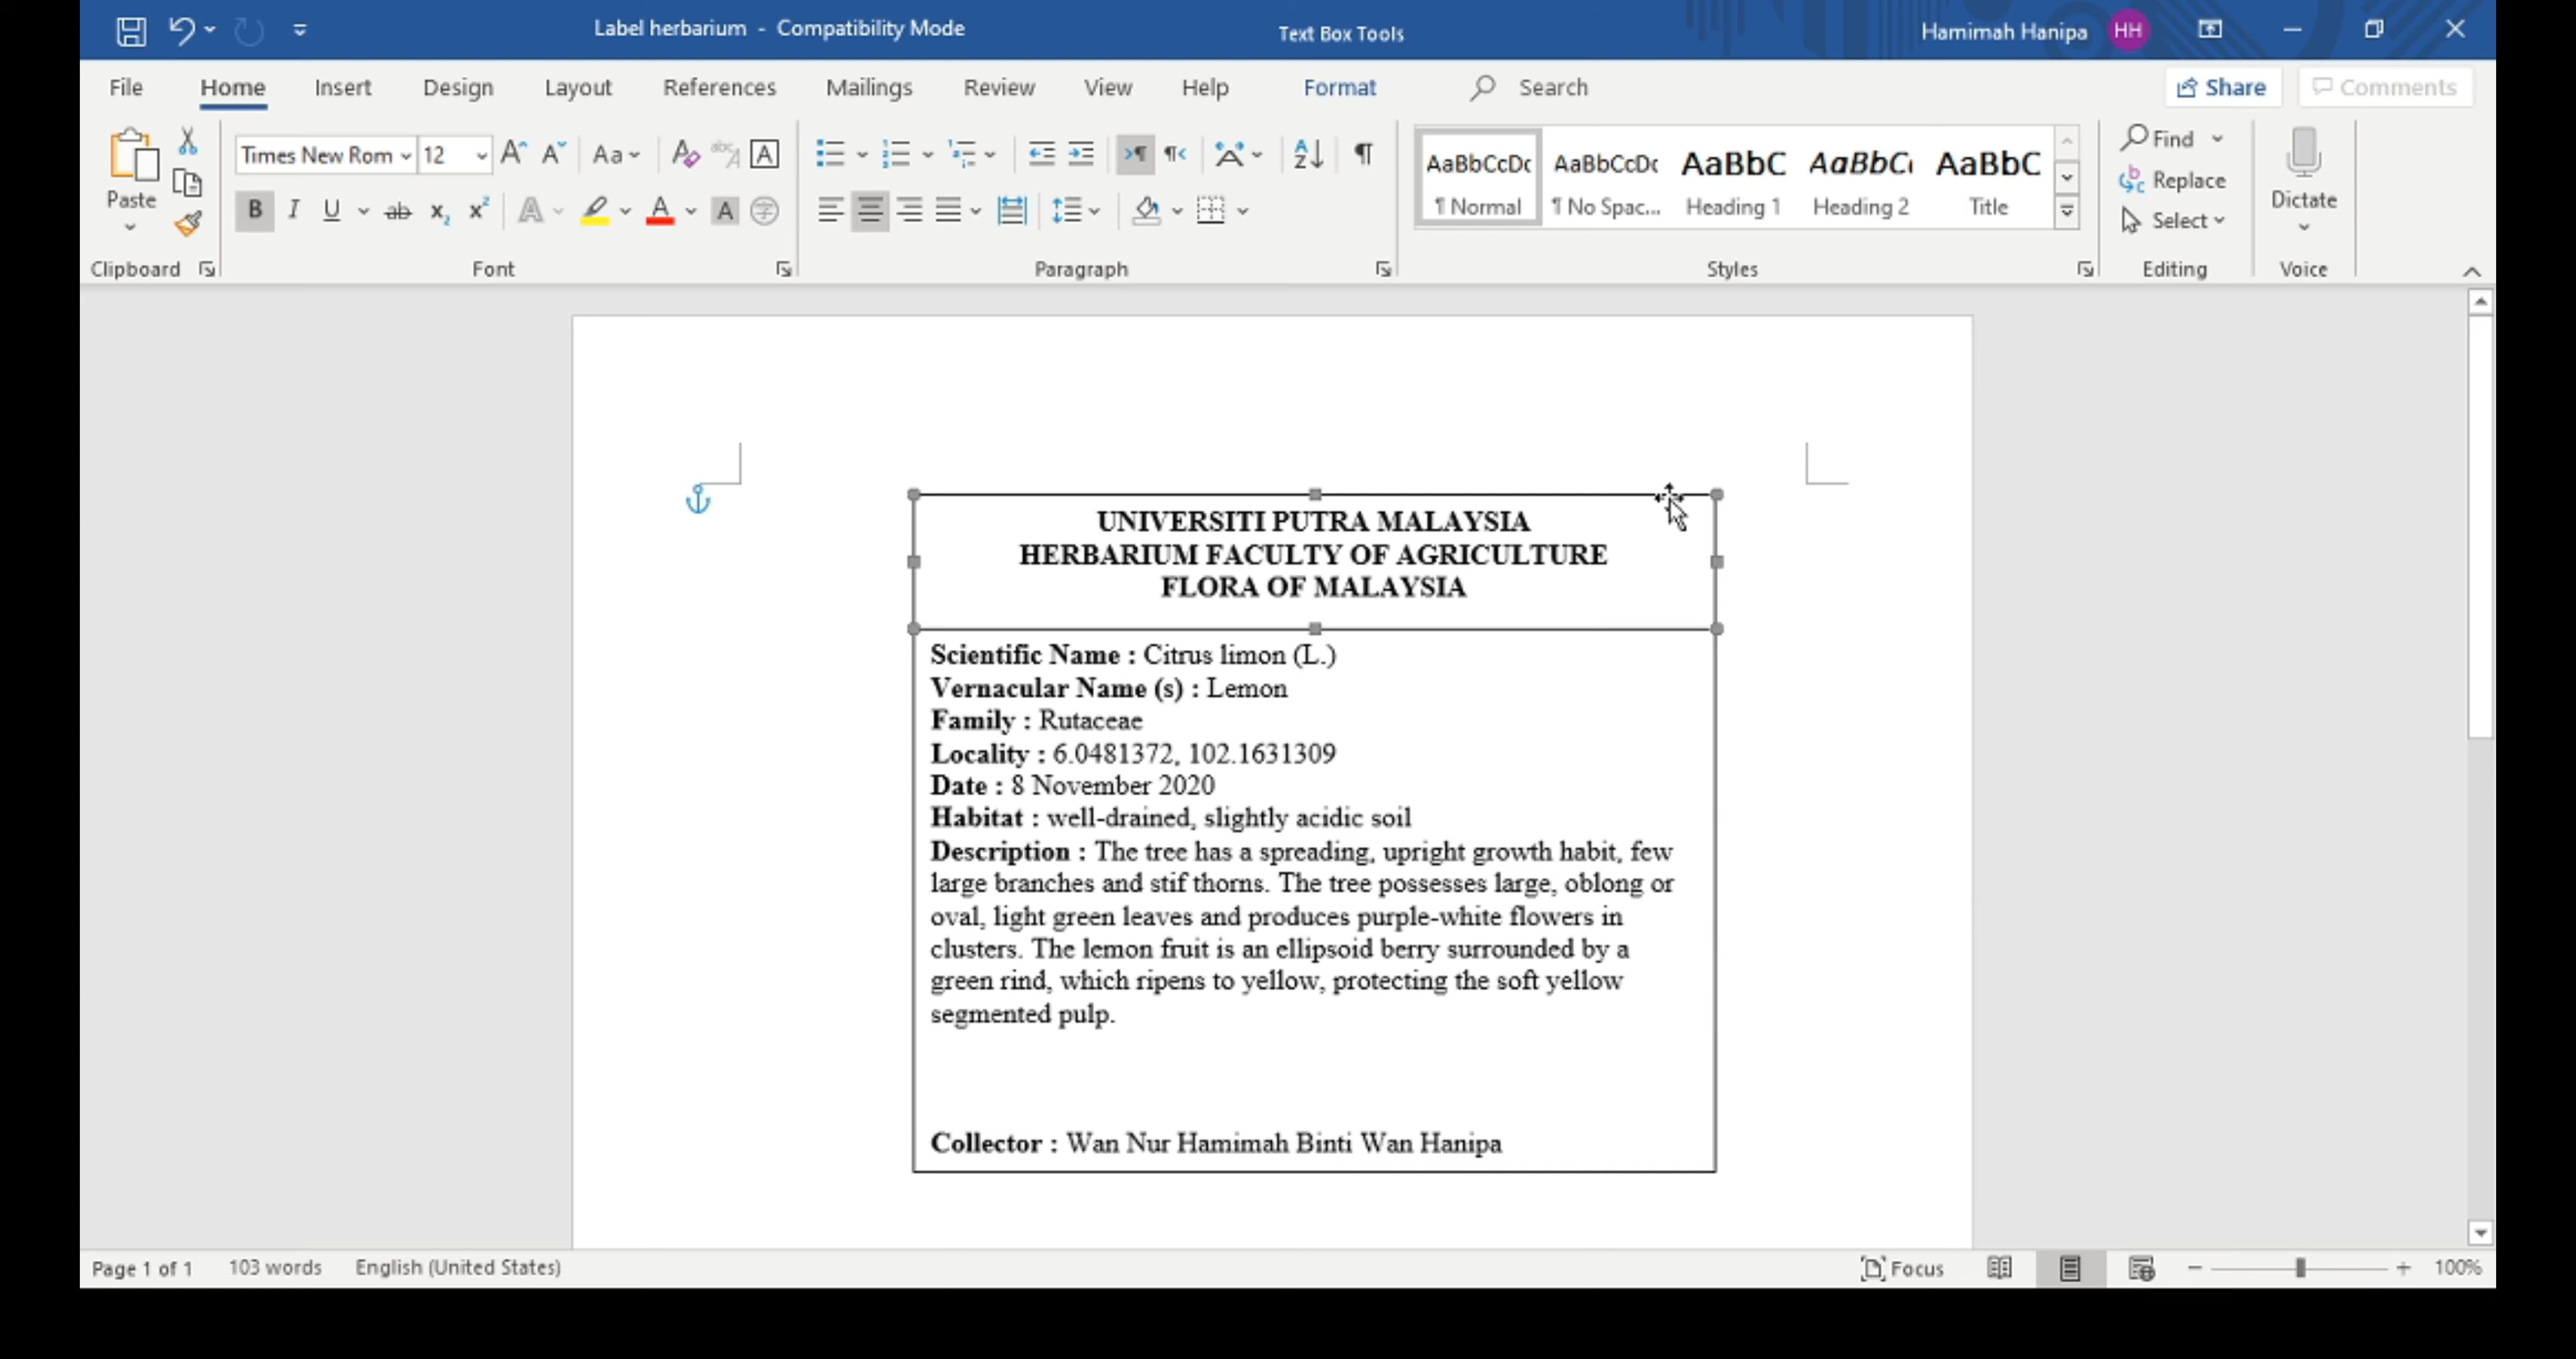 Label herbarium - Compatibility Mode
Text Box Tools
Hamimah Hanipa HH
File Home Insert Design Layout References Mailings Review View Help Format Search Share Comments
Paste
Times New Rom 12 Aa
AaBbCcDc AaBbCcDc AaBbC AaBbC AaBbC
¶ Normal ¶ No Spac... Heading 1 Heading 2 Title
Find
Replace
Select
Dictate
Clipboard Font Paragraph Styles Editing Voice
UNIVERSITI PUTRA MALAYSIA
HERBARIUM FACULTY OF AGRICULTURE
FLORA OF MALAYSIA
Scientific Name : Citrus limon (L.)
Vernacular Name (s) : Lemon
Family : Rutaceae
Locality : 6.0481372, 102.1631309
Date : 8 November 2020
Habitat : well-drained, slightly acidic soil
Description : The tree has a spreading, upright growth habit, few
large branches and stif thorns. The tree possesses large, oblong or
oval, light green leaves and produces purple-white flowers in
clusters. The lemon fruit is an ellipsoid berry surrounded by a
green rind, which ripens to yellow, protecting the soft yellow
segmented pulp.
Collector : Wan Nur Hamimah Binti Wan Hanipa
Page 1 of 1 103 words English (United States) Focus 100%